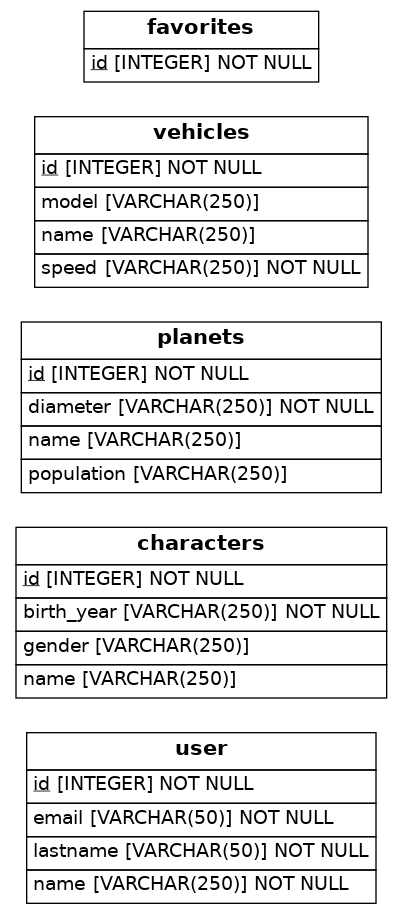 favorites
id [INTEGER] NOT NULL
vehicles
id [INTEGER] NOT NULL
model [VARCHAR(250)]
name [VARCHAR(250)]
speed [VARCHAR(250)] NOT NULL
planets
id [INTEGER] NOT NULL
diameter [VARCHAR(250)] NOT NULL
name [VARCHAR(250)]
population [VARCHAR(250)]
characters
id [INTEGER] NOT NULL
birth_year [VARCHAR(250)] NOT NULL
gender [VARCHAR(250)]
name [VARCHAR(250)]
user
id [INTEGER] NOT NULL
email [VARCHAR(50)] NOT NULL
lastname [VARCHAR(50)] NOT NULL
name [VARCHAR(250)] NOT NULL